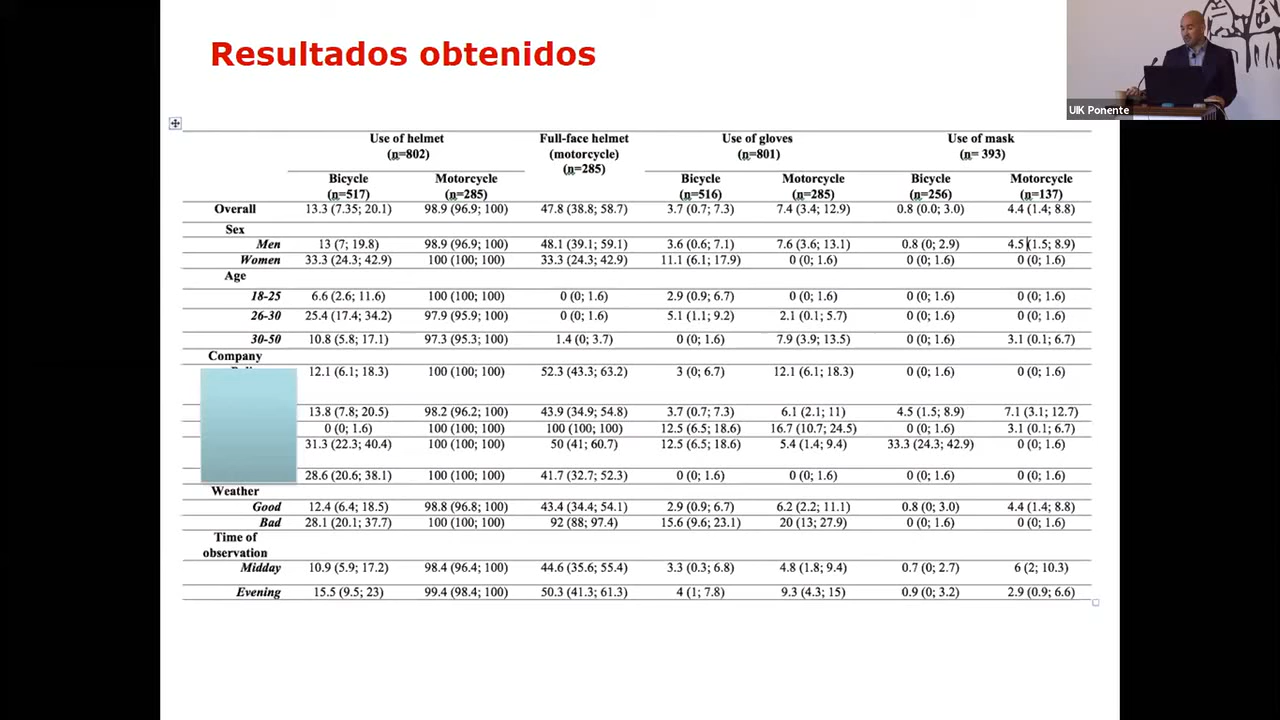 Resultados obtenidos
UIK Ponente
Use of helmet Full-face helmet Use of gloves Use of mask
(n=802) (motorcycle) (n=801) (n= 393)
(n=285)
Bicycle Motorcycle Bicycle Motorcycle Bicycle Motorcycle
(n=517) (n=285) (n=516) (n=285) (n=256) (n=137)
Overall 13.3 (7.35; 20.1) 98.9 (96.9; 100) 47.8 (38.8; 58.7) 3.7 (0.7; 7.3) 7.4 (3.4; 12.9) 0.8 (0.0; 3.0) 4.4 (1.4; 8.8)
Sex
Men 13 (7; 19.8) 98.9 (96.9; 100) 48.1 (39.1; 59.1) 3.6 (0.6; 7.1) 7.6 (3.6; 13.1) 0.8 (0; 2.9) 4.5 (1.5; 8.9)
Women 33.3 (24.3; 42.9) 100 (100; 100) 33.3 (24.3; 42.9) 11.1 (6.1; 17.9) 0 (0; 1.6) 0 (0; 1.6) 0 (0; 1.6)
Age
18-25 6.6 (2.6; 11.6) 100 (100; 100) 0 (0; 1.6) 2.9 (0.9; 6.7) 0 (0; 1.6) 0 (0; 1.6) 0 (0; 1.6)
26-30 25.4 (17.4; 34.2) 97.9 (95.9; 100) 0 (0; 1.6) 5.1 (1.1; 9.2) 2.1 (0.1; 5.7) 0 (0; 1.6) 0 (0; 1.6)
30-50 10.8 (5.8; 17.1) 97.3 (95.3; 100) 1.4 (0; 3.7) 0 (0; 1.6) 7.9 (3.9; 13.5) 0 (0; 1.6) 3.1 (0.1; 6.7)
Company
12.1 (6.1; 18.3) 100 (100; 100) 52.3 (43.3; 63.2) 3 (0; 6.7) 12.1 (6.1; 18.3) 0 (0; 1.6) 0 (0; 1.6)
13.8 (7.8; 20.5) 98.2 (96.2; 100) 43.9 (34.9; 54.8) 3.7 (0.7; 7.3) 6.1 (2.1; 11) 4.5 (1.5; 8.9) 7.1 (3.1; 12.7)
0 (0; 1.6) 100 (100; 100) 100 (100; 100) 12.5 (6.5; 18.6) 16.7 (10.7; 24.5) 0 (0; 1.6) 3.1 (0.1; 6.7)
31.3 (22.3; 40.4) 100 (100; 100) 50 (41; 60.7) 12.5 (6.5; 18.6) 5.4 (1.4; 9.4) 33.3 (24.3; 42.9) 0 (0; 1.6)
28.6 (20.6; 38.1) 100 (100; 100) 41.7 (32.7; 52.3) 0 (0; 1.6) 0 (0; 1.6) 0 (0; 1.6) 0 (0; 1.6)
Weather
Good 12.4 (6.4; 18.5) 98.8 (96.8; 100) 43.4 (34.4; 54.1) 2.9 (0.9; 6.7) 6.2 (2.2; 11.1) 0.8 (0; 3.0) 4.4 (1.4; 8.8)
Bad 28.1 (20.1; 37.7) 100 (100; 100) 92 (88; 97.4) 15.6 (9.6; 23.1) 20 (13; 27.9) 0 (0; 1.6) 0 (0; 1.6)
Time of
observation
Midday 10.9 (5.9; 17.2) 98.4 (96.4; 100) 44.6 (35.6; 55.4) 3.3 (0.3; 6.8) 4.8 (1.8; 9.4) 0.7 (0; 2.7) 6 (2; 10.3)
Evening 15.5 (9.5; 23) 99.4 (98.4; 100) 50.3 (41.3; 61.3) 4 (1; 7.8) 9.3 (4.3; 15) 0.9 (0; 3.2) 2.9 (0.9; 6.6)